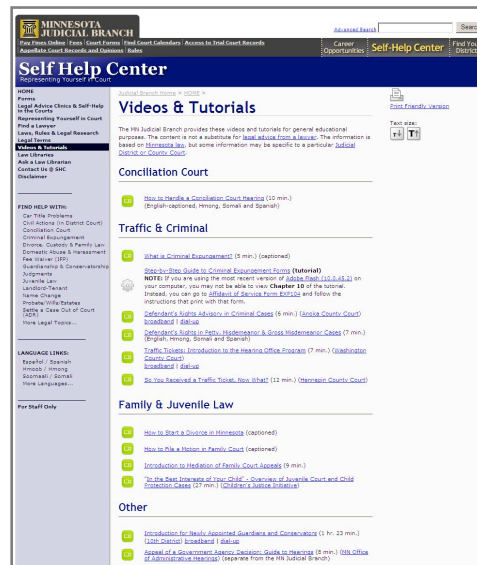 MINNESOTA
JUDICIAL BRANCH
Advanced Search
Searc
Pay Fines Online | Fees | Court Forms | Find Court Calendars | Access to Trial Court Records
Appellate Court Records and Opinions | Rules
Career
Opportunities
Self-Help Center
Find You
District
Self Help Center
Representing Yourself in Court
HOME
Forms
Legal Advice Clinics & Self-Help
in the Courts
Representing Yourself in Court
Find a Lawyer
Laws, Rules & Legal Research
Legal Terms
Videos & Tutorials
Law Libraries
Ask a Law Librarian
Contact Us @ SHC
Disclaimer
FIND HELP WITH:
Car Title Problems
Civil Actions (in District Court)
Conciliation Court
Criminal Expungement
Divorce, Custody & Family Law
Domestic Abuse & Harassment
Fee Waiver (IFP)
Guardianship & Conservatorship
Judgments
Juvenile Law
Landlord-Tenant
Name Change
Probate/Wills/Estates
Settle a Case Out of Court
(ADR)
More Legal Topics...
LANGUAGE LINKS:
Español / Spanish
Hmoob / Hmong
Soomaali / Somali
More Languages...
For Staff Only
Judicial Branch Home > HOME >
Videos & Tutorials
The MN Judicial Branch provides these videos and tutorials for general educational
purposes. The content is not a substitute for legal advice from a lawyer. The information is
based on Minnesota law, but some information may be specific to a particular Judicial
District or County Court.
Conciliation Court
How to Handle a Conciliation Court Hearing (10 min.)
(English-captioned, Hmong, Somali and Spanish)
Traffic & Criminal
What is Criminal Expungement? (5 min.) (captioned)
Step-by-Step Guide to Criminal Expungement Forms (tutorial)
NOTE: If you are using the most recent version of Adobe Flash (10.0.45.2) on
your computer, you may not be able to view Chapter 10 of the tutorial.
Instead, you can go to Affidavit of Service Form EXP104 and follow the
instructions that print with that form.
Defendant's Rights Advisory in Criminal Cases (6 min.) (Anoka County Court)
broadband | dial-up
Defendant's Rights in Petty, Misdemeanor & Gross Misdemeanor Cases (7 min.)
(English, Hmong, Somali and Spanish)
Traffic Tickets: Introduction to the Hearing Office Program (7 min.) (Washington
County Court)
broadband | dial-up
So You Received a Traffic Ticket, Now What? (12 min.) (Hennepin County Court)
Family & Juvenile Law
How to Start a Divorce in Minnesota (captioned)
How to File a Motion in Family Court (captioned)
Introduction to Mediation of Family Court Appeals (9 min.)
"In the Best Interests of Your Child" - Overview of Juvenile Court and Child
Protection Cases (27 min.) (Children's Justice Initiative)
Other
Introduction for Newly Appointed Guardians and Conservators (1 hr. 23 min.)
(10th District) broadband | dial-up
Appeal of a Government Agency Decision: Guide to Hearings (8 min.) (MN Office
of Administrative Hearings) (separate from the MN Judicial Branch)
Print Friendly Version
Text size:
T T